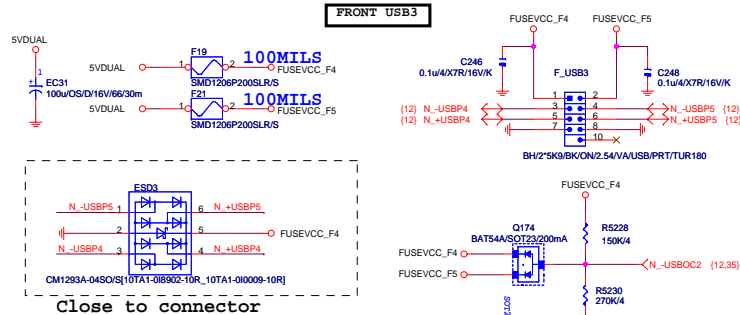 FRONT USB3
5VDUAL
1
EC31
100u/OS/D/16V/66/30m
F19
5VDUAL 1 2 100MILS FUSEVCC_F4
SMD1206P200SLR/S
F21
5VDUAL 1 2 100MILS FUSEVCC_F5
SMD1206P200SLR/S
FUSEVCC_F4 FUSEVCC_F5
C246
0.1u/4/X7R/16V/K
C248
0.1u/4/X7R/16V/K
F_USB3
1 2
{12} N_-USBP4 3 4 N_-USBP5 {12}
{12} N_+USBP4 5 6 N_+USBP5 {12}
7 8
10
BH/2*5K9/BK/ON/2.54/VA/USB/PRT/TUR180
ESD3
N_-USBP5 1 6 N_+USBP5
2 5 FUSEVCC_F4
N_-USBP4 3 4 N_+USBP4
CM1293A-04SO/S[10TA1-0I8902-10R_10TA1-0I0009-10R]
Close to connector
FUSEVCC_F4
Q174
BAT54A/SOT23/200mA
FUSEVCC_F4
FUSEVCC_F5
R5228
150K/4
N_-USBOC2 {12,35}
R5230
270K/4